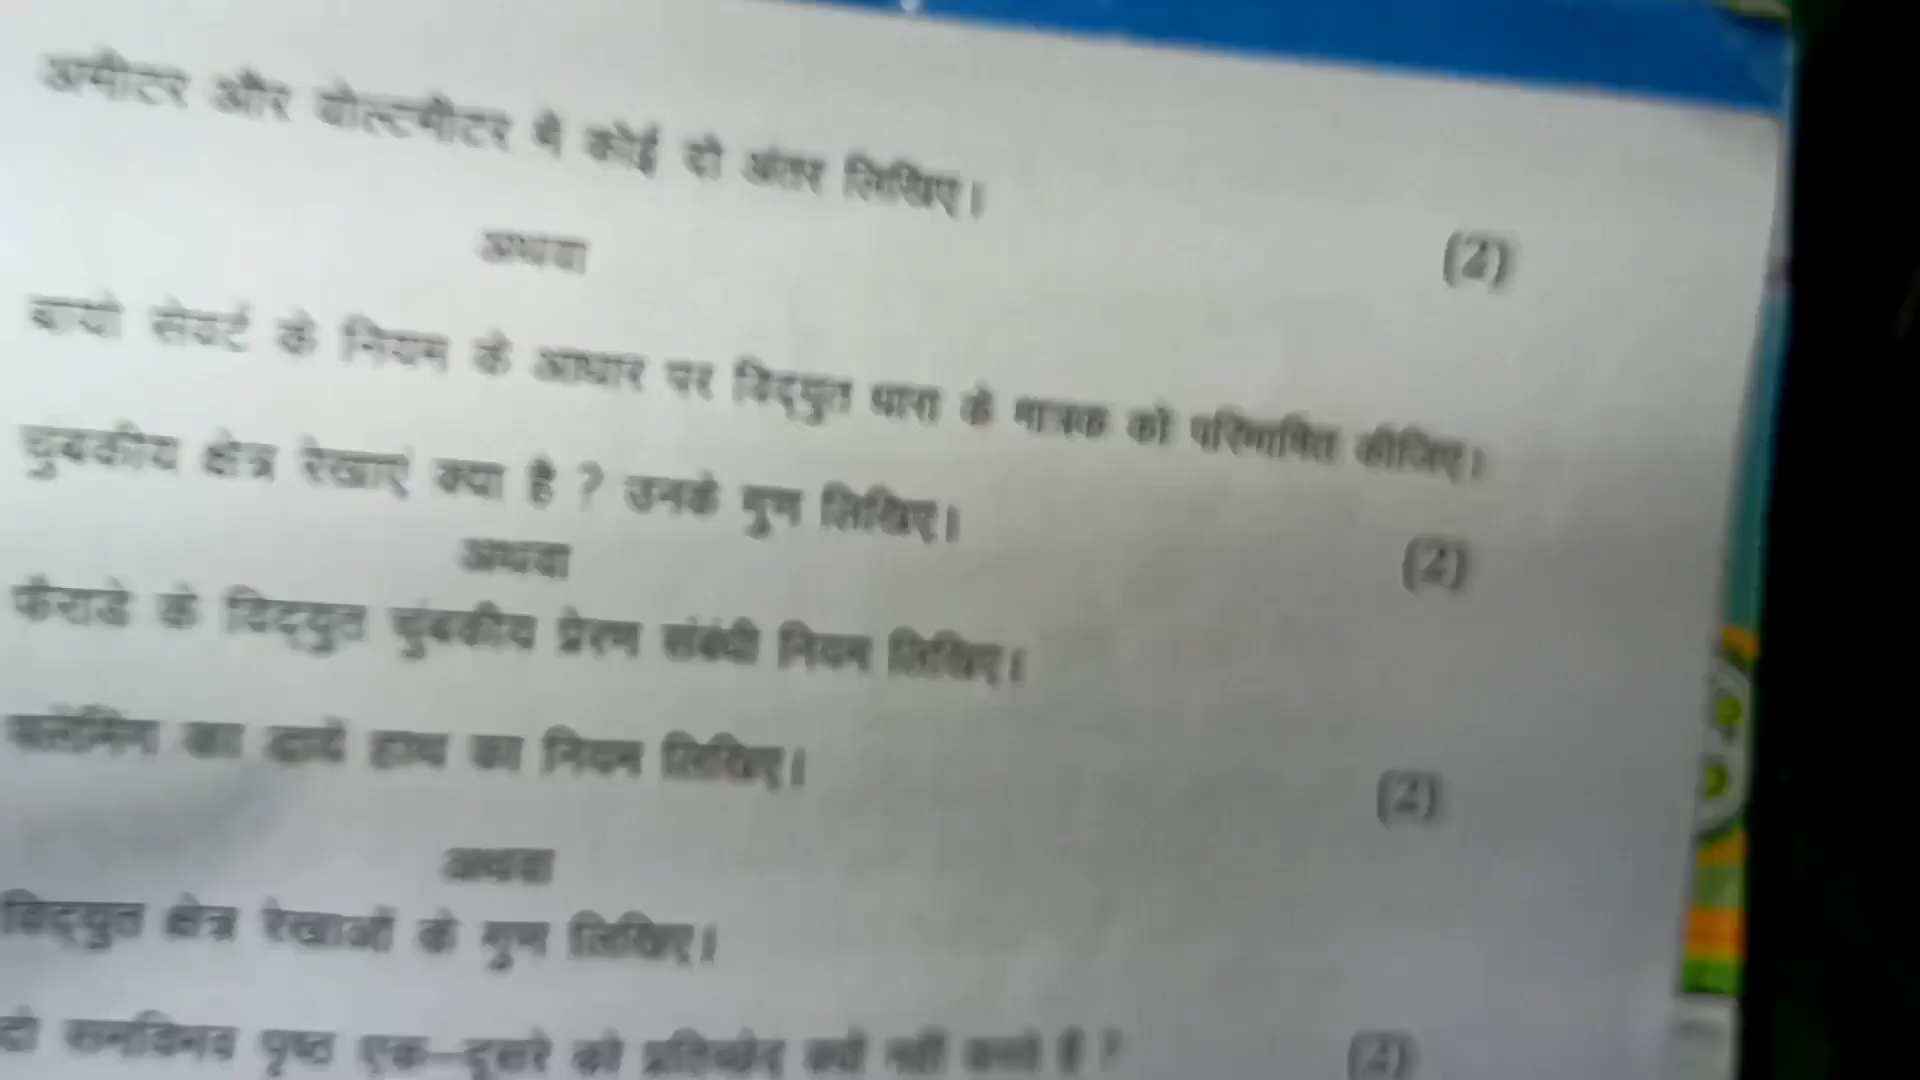 अमीटर और वोल्टमीटर में कोई दो अंतर लिखिए।
(2)
अथवा
बायो सेवर्ट के नियम के आधार पर विद्युत धारा के मात्रक को परिभाषित कीजिए।
चुंबकीय क्षेत्र रेखाएं क्या है ? उनके गुण लिखिए।
(2)
अथवा
फैराडे के विद्युत चुंबकीय प्रेरण संबंधी नियम लिखिए।
फ्लेमिंग का दायें हाथ का नियम लिखिए।
(2)
अथवा
विद्युत क्षेत्र रेखाओं के गुण लिखिए।
दो समविभव पृष्ठ एक-दूसरे को प्रतिच्छेद क्यों नहीं करते है ?
(2)